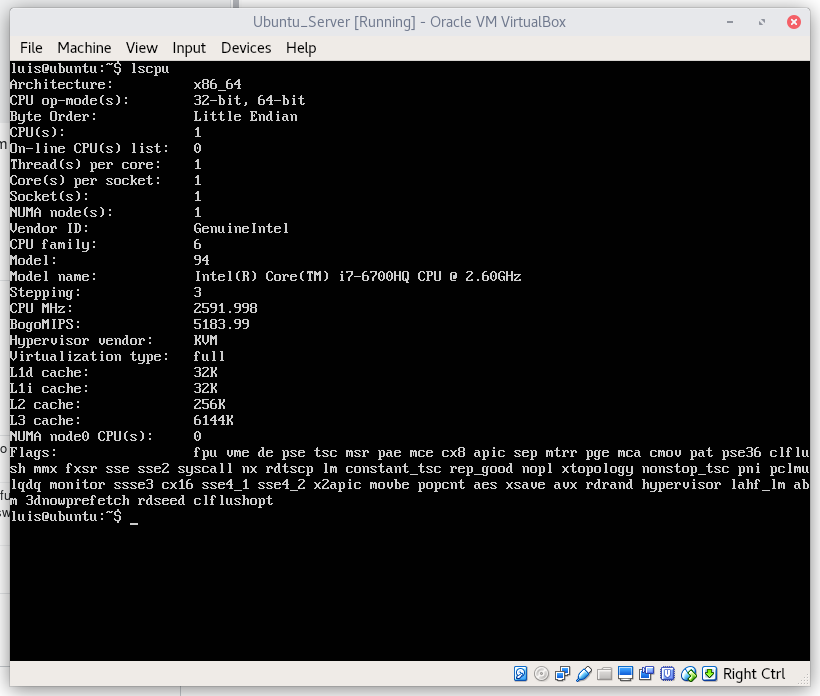 Ubuntu_Server [Running] - Oracle VM VirtualBox
File Machine View Input Devices Help
luis@ubuntu:~$ lscpu
Architecture: x86_64
CPU op-mode(s): 32-bit, 64-bit
Byte Order: Little Endian
CPU(s): 1
On-line CPU(s) list: 0
Thread(s) per core: 1
Core(s) per socket: 1
Socket(s): 1
NUMA node(s): 1
Vendor ID: GenuineIntel
CPU family: 6
Model: 94
Model name: Intel(R) Core(TM) i7-6700HQ CPU @ 2.60GHz
Stepping: 3
CPU MHz: 2591.998
BogoMIPS: 5183.99
Hypervisor vendor: KVM
Virtualization type: full
L1d cache: 32K
L1i cache: 32K
L2 cache: 256K
L3 cache: 6144K
NUMA node0 CPU(s): 0
Flags: fpu vme de pse tsc msr pae mce cx8 apic sep mtrr pge mca cmov pat pse36 clflu
sh mmx fxsr sse sse2 syscall nx rdtscp lm constant_tsc rep_good nopl xtopology nonstop_tsc pni pclmu
lqdq monitor ssse3 cx16 sse4_1 sse4_2 x2apic movbe popcnt aes xsave avx rdrand hypervisor lahf_lm ab
m 3dnowprefetch rdseed clflushopt
luis@ubuntu:~$ _
Right Ctrl